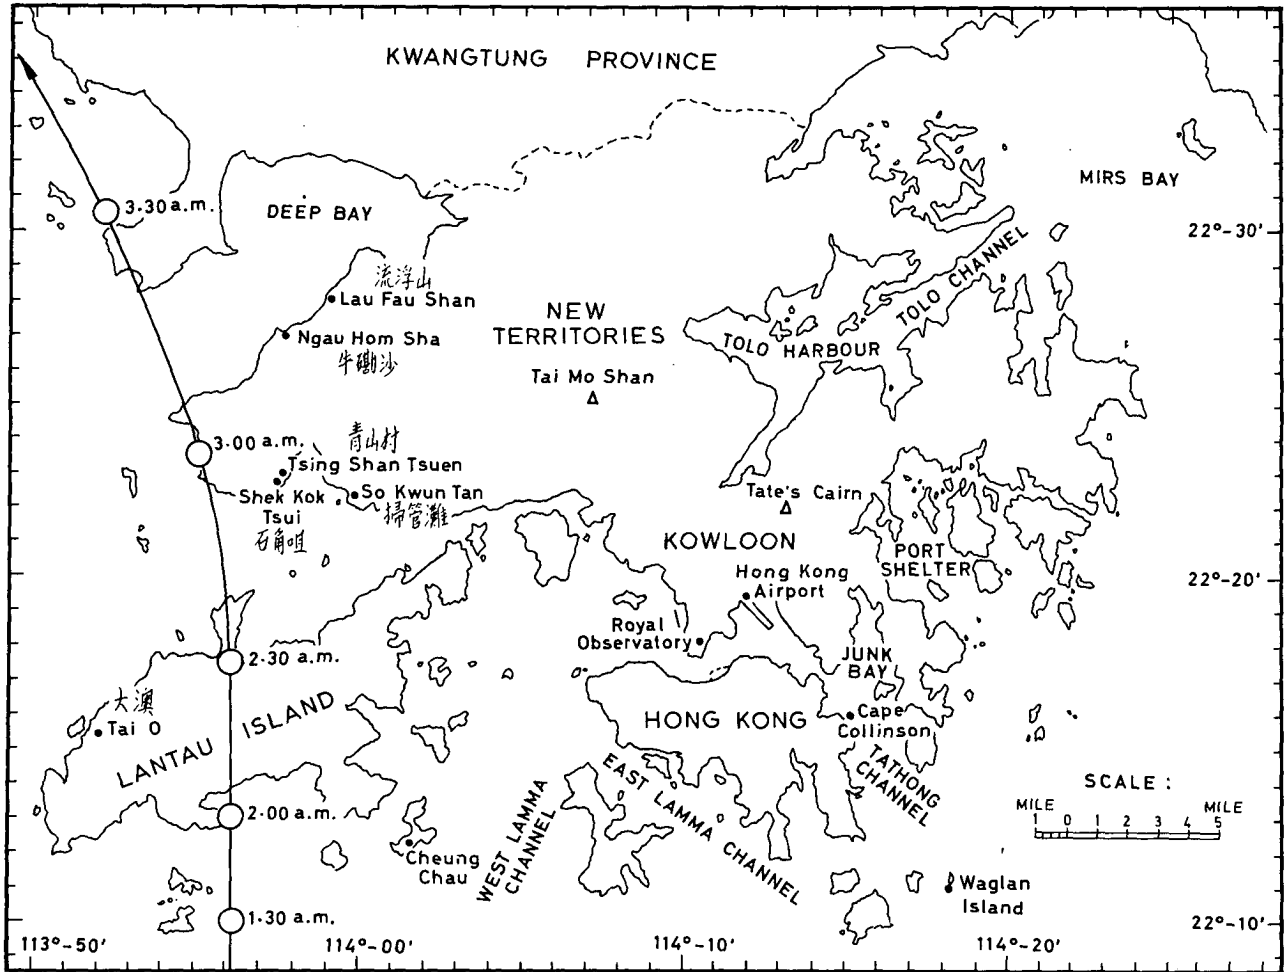 KWANGTUNG PROVINCE
MIRS BAY
3·30 a.m.
DEEP BAY
22°-30'
TOLO CHANNEL
流浮山
Lau Fau Shan
NEW
TERRITORIES
Ngau Hom Sha
牛磡沙
TOLO HARBOUR
Tai Mo Shan
3·00 a.m.
青山村
Tsing Shan Tsuen
Shek Kok
Tsui
石角咀
So Kwun Tan
掃管灘
Tate's Cairn
KOWLOON
PORT
SHELTER
Hong Kong
Airport
22°-20'
Royal
Observatory
2·30 a.m.
JUNK
BAY
大澳
Tai O
LANTAU ISLAND
HONG KONG
Cape
Collinson
TATHONG
CHANNEL
EAST LAMMA CHANNEL
WEST LAMMA
CHANNEL
SCALE :
MILE MILE
1 0 1 2 3 4 5
2·00 a.m.
Cheung
Chau
Waglan
Island
1·30 a.m.
22°-10'
113°-50' 114°-00' 114°-10' 114°-20'